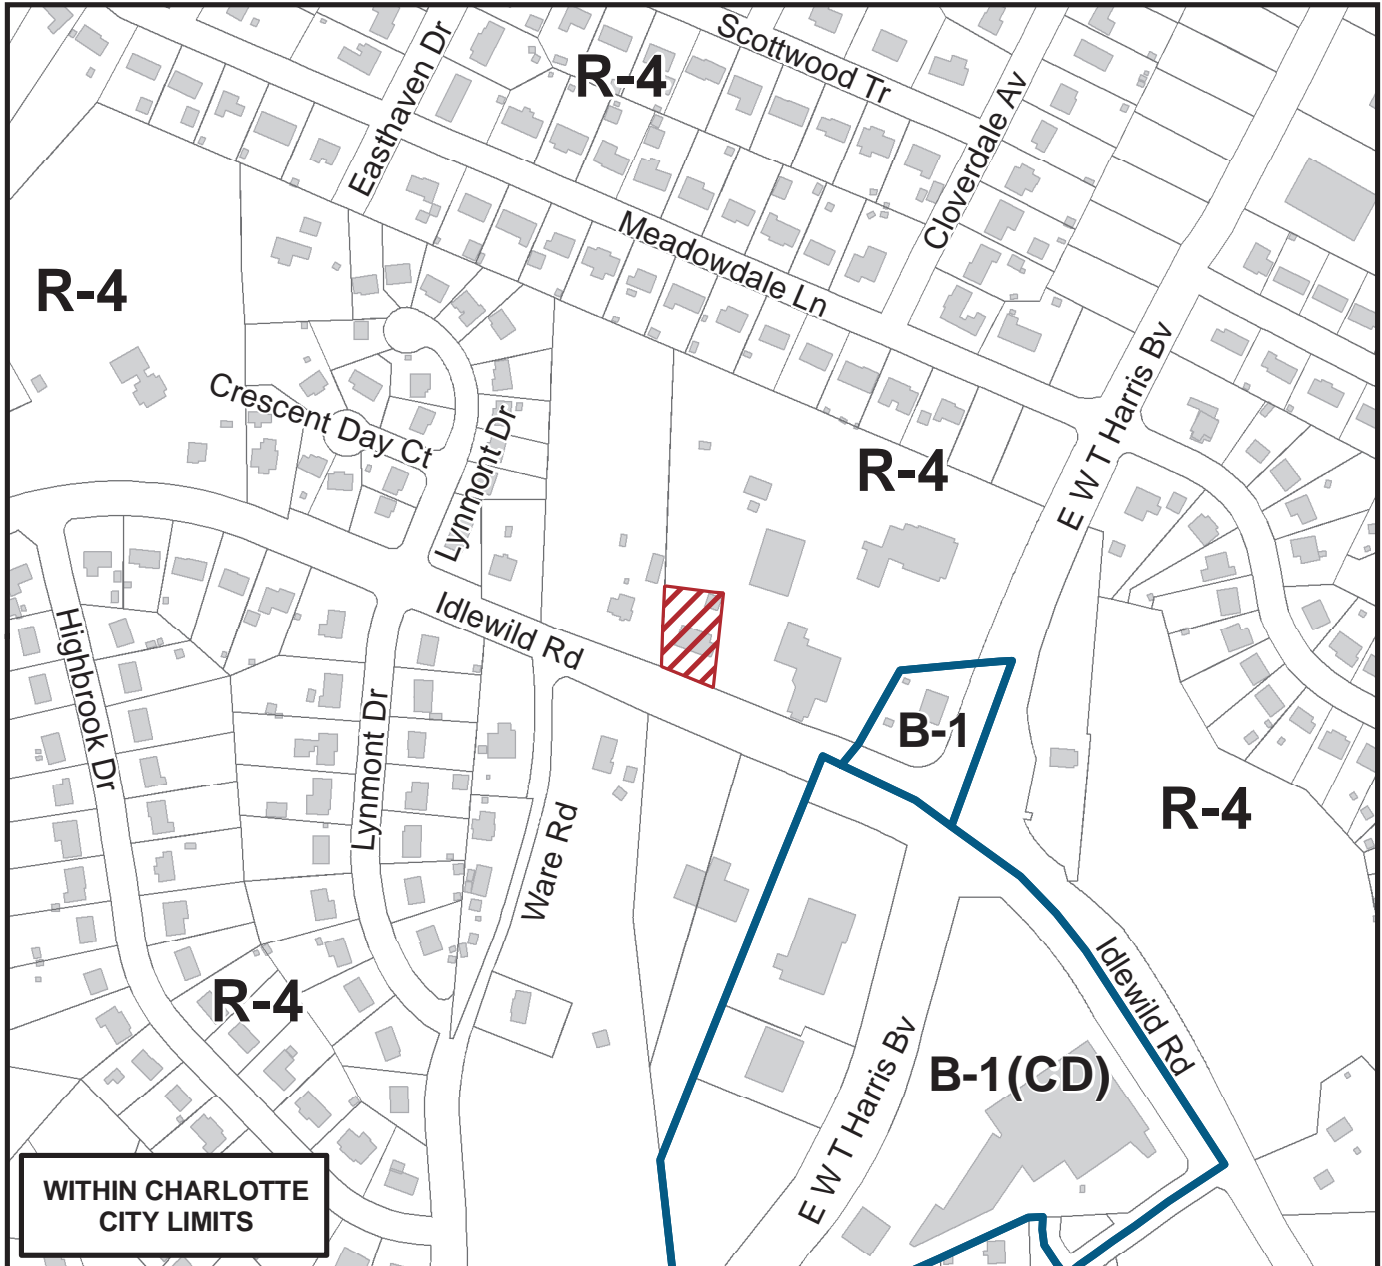 Scottwood Tr
Easthaven Dr
R-4
Cloverdale Av
Meadowdale Ln
R-4
E W T Harris Bv
Crescent Day Ct
Lynmont Dr
R-4
Idlewild Rd
Highbrook Dr
Lynmont Dr
B-1
R-4
Ware Rd
Idlewild Rd
R-4
E W T Harris Bv
B-1(CD)
WITHIN CHARLOTTE
CITY LIMITS